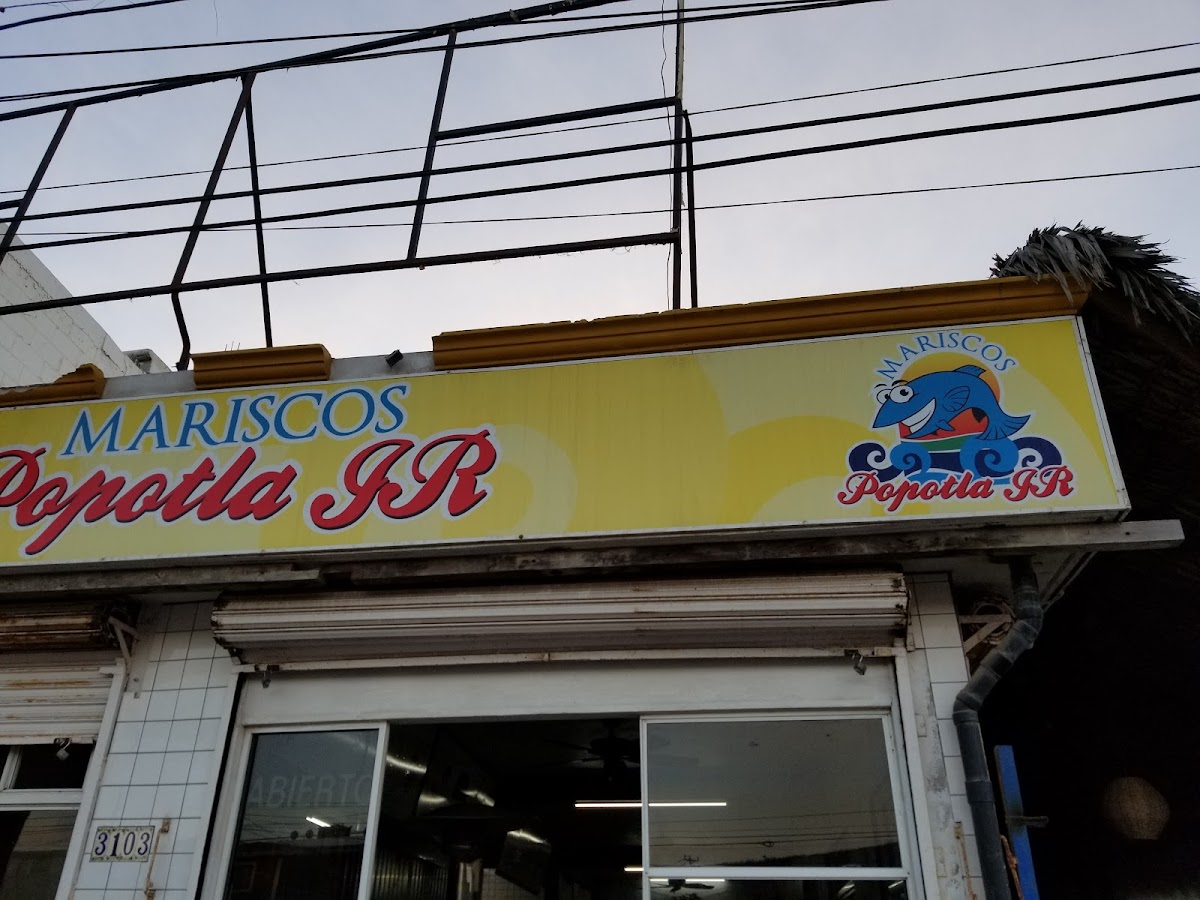 MARISCOS
Popotla JR
MARISCOS
Popotla JR
ABIERTO
3103